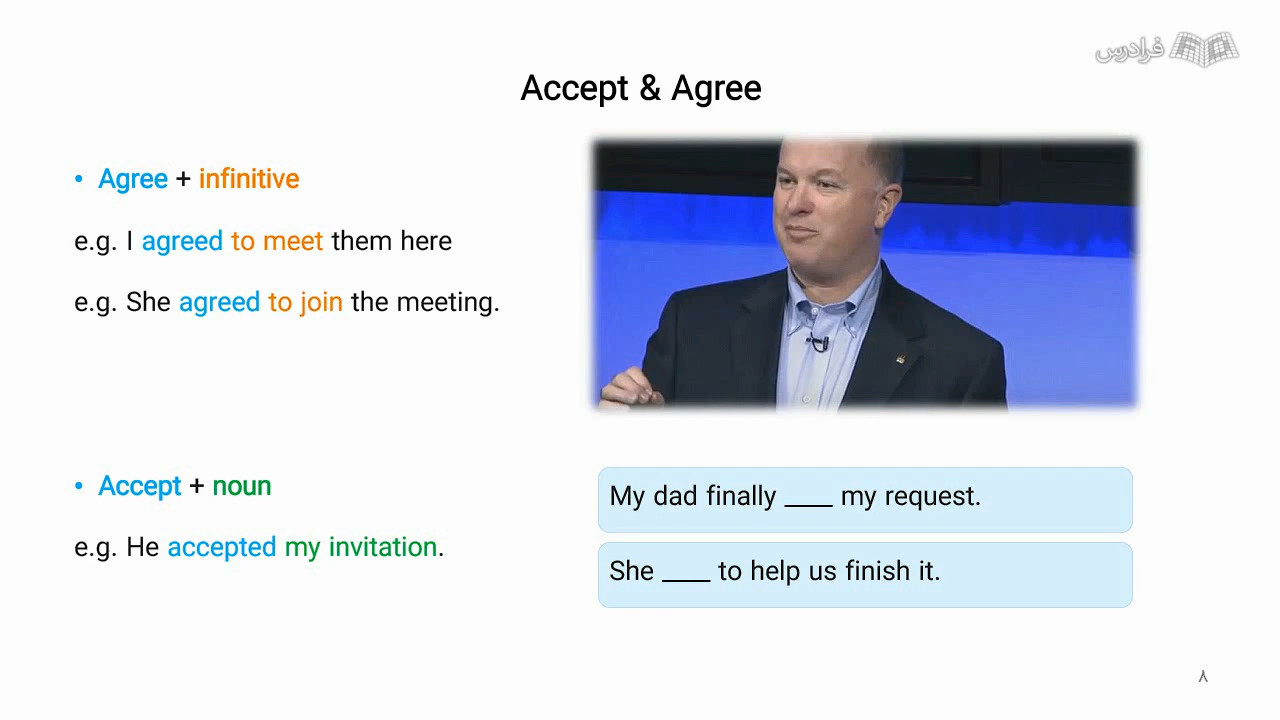 فرادرس
Accept & Agree
• Agree + infinitive
e.g. I agreed to meet them here
e.g. She agreed to join the meeting.
• Accept + noun
e.g. He accepted my invitation.
My dad finally ____ my request.
She ____ to help us finish it.
۸